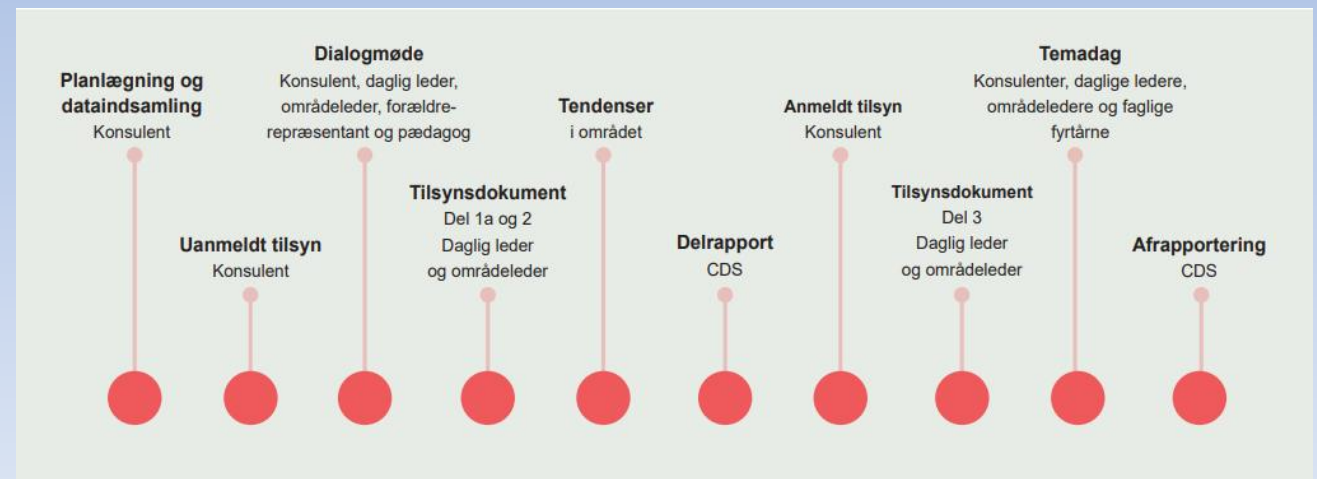 Planlægning og
dataindsamling
Konsulent
Uanmeldt tilsyn
Konsulent
Dialogmøde
Konsulent, daglig leder,
områdeleder, forældre-
repræsentant og pædagog
Tilsynsdokument
Del 1a og 2
Daglig leder
og områdeleder
Tendenser
i området
Delrapport
CDS
Anmeldt tilsyn
Konsulent
Tilsynsdokument
Del 3
Daglig leder
og områdeleder
Temadag
Konsulenter, daglige ledere,
områdeledere og faglige
fyrtårne
Afrapportering
CDS